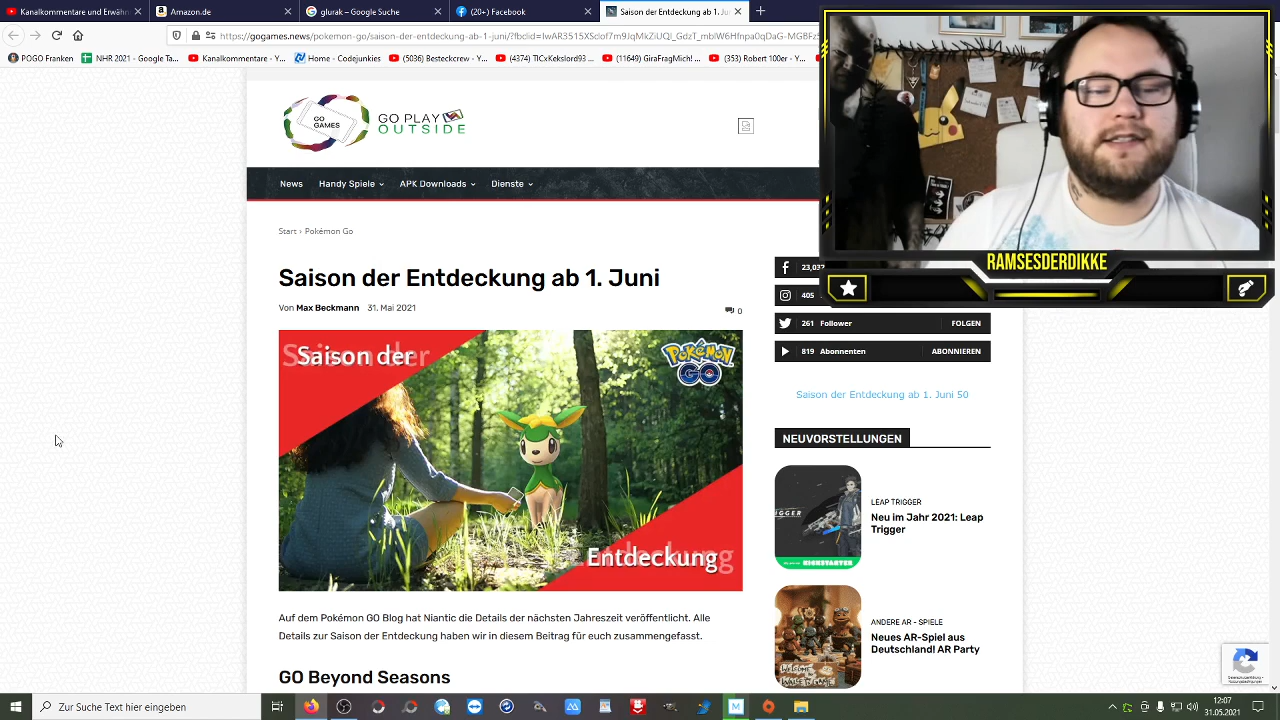 Kanalkommentare und Erwähn
Amazon.de
glurak – Google Suche
(20+) Facebook
Saison der Entdeckung ab 1. Jun
https://gogames.news/pokemon-go-saison-der-entdeckung-ab-1-juni/?fbclid=
POGO Franken
NHR 2021 - Google Ta...
Kanalkommentare - Y...
Home - Codejunkies
(5036) Besteckcrew - Y...
(4374) TICxKekslord93 ...
(11649) GiraFragMich! ...
(353) Robert 100er - Y...
GO GAMES
GO PLAY OUTSIDE
News
Handy Spiele
APK Downloads
Dienste
Start › Pokémon Go
Saison der Entdeckung ab 1. Juni
Von Max Beckmann 31. Mai 2021
0
Saison der
POKÉMON GO
Entdeckung
Auf dem Pokémon GO Blog hat Niantic die Details der nächsten Jahreszeit veröffentlicht. Alle
Details zur Saison der Entdeckung haben wir in diesem Beitrag für euch zusammengefasst.
GO Beyond Seasons
RAMSESDERDIKKE
23,037
405
261 Follower FOLGEN
819 Abonnenten ABONNIEREN
Saison der Entdeckung ab 1. Juni 50
NEUVORSTELLUNGEN
KICKSTARTER
LEAP TRIGGER
Neu im Jahr 2021: Leap
Trigger
WELCOME
ANDERE AR - SPIELE
Neues AR-Spiel aus
Deutschland! AR Party
Zur Suche Text hier eingeben
12:07
31.05.2021